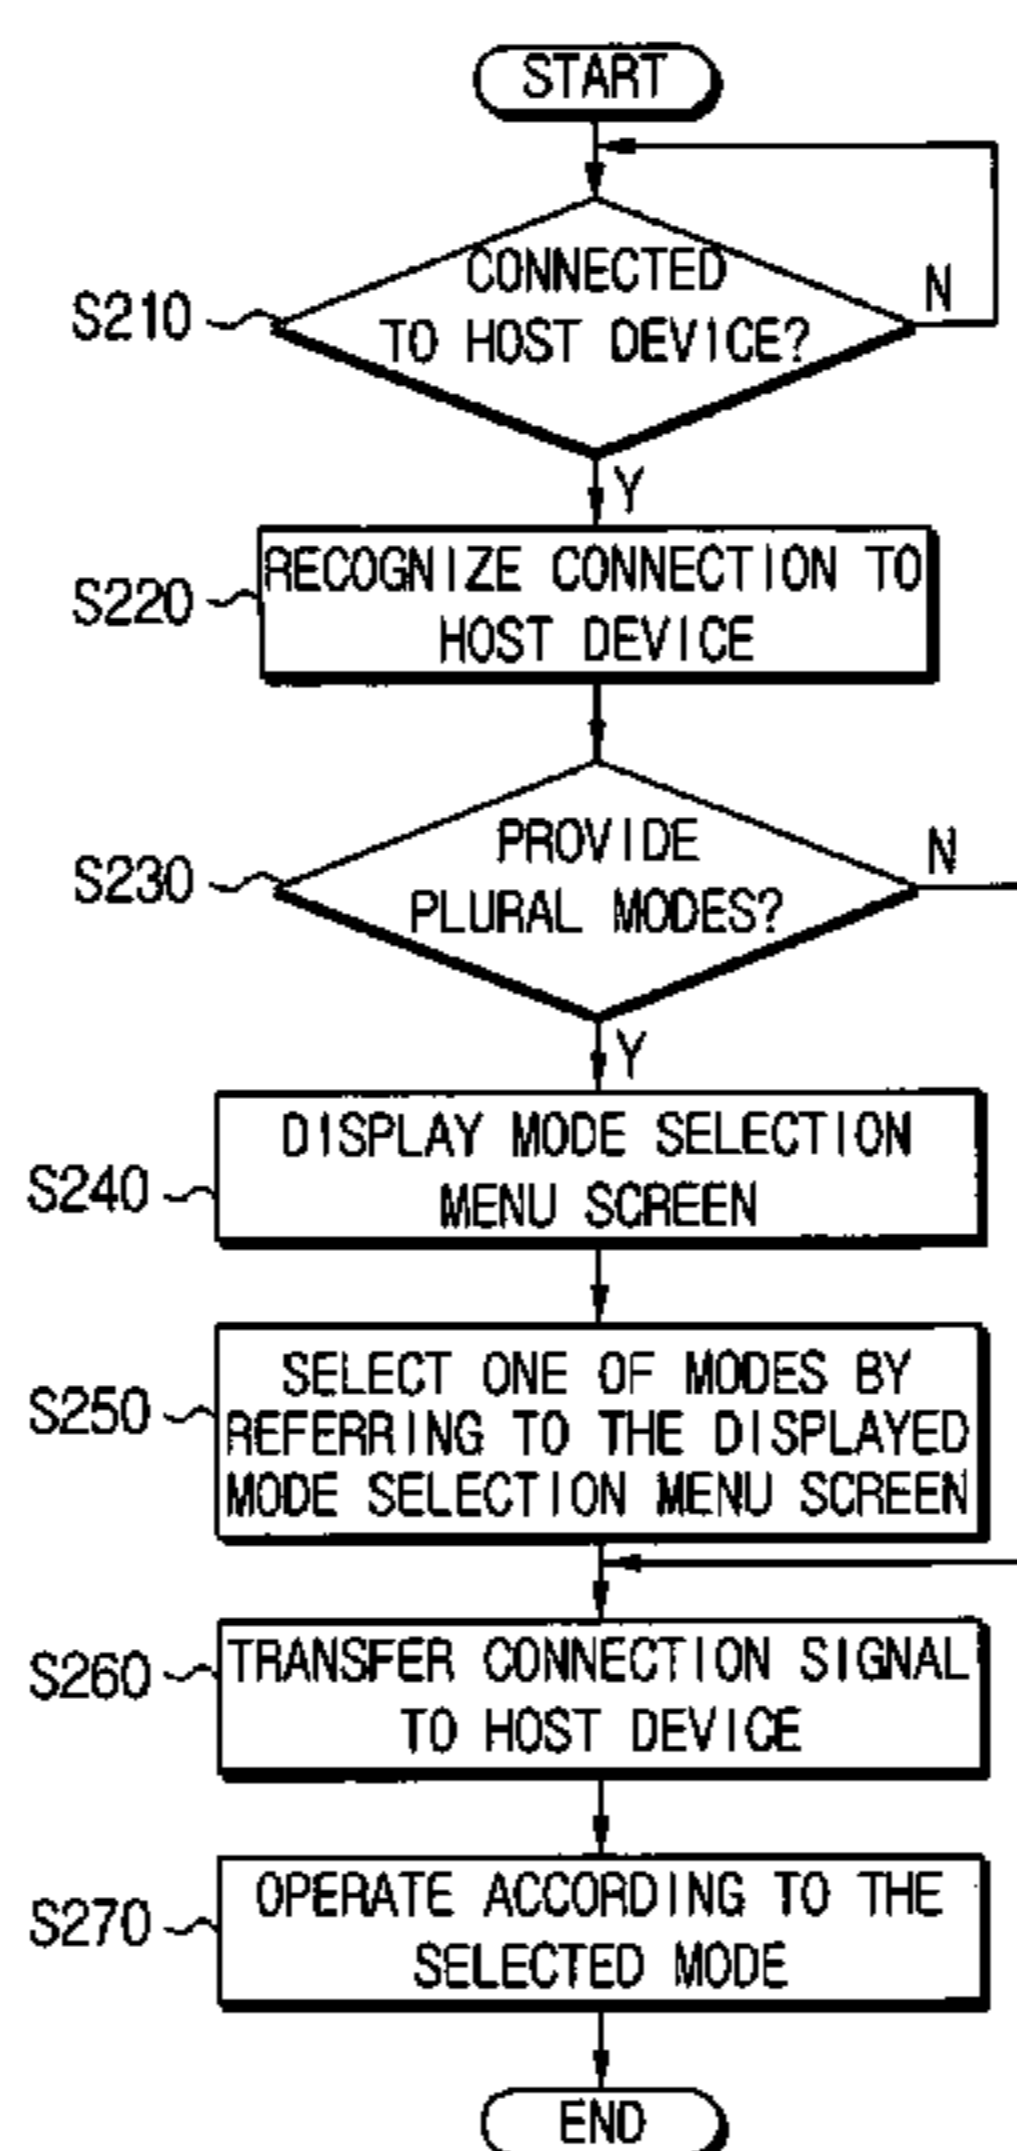 START
CONNECTED
TO HOST DEVICE?
N
S210
Y
RECOGNIZE CONNECTION TO
HOST DEVICE
S220
PROVIDE
PLURAL MODES?
N
S230
Y
DISPLAY MODE SELECTION
MENU SCREEN
S240
SELECT ONE OF MODES BY
REFERRING TO THE DISPLAYED
MODE SELECTION MENU SCREEN
S250
TRANSFER CONNECTION SIGNAL
TO HOST DEVICE
S260
OPERATE ACCORDING TO THE
SELECTED MODE
S270
END